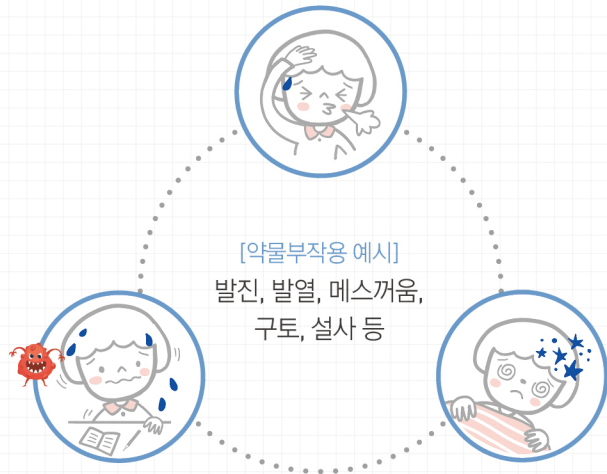 [약물부작용 예시]
발진, 발열, 메스꺼움,
구토, 설사 등